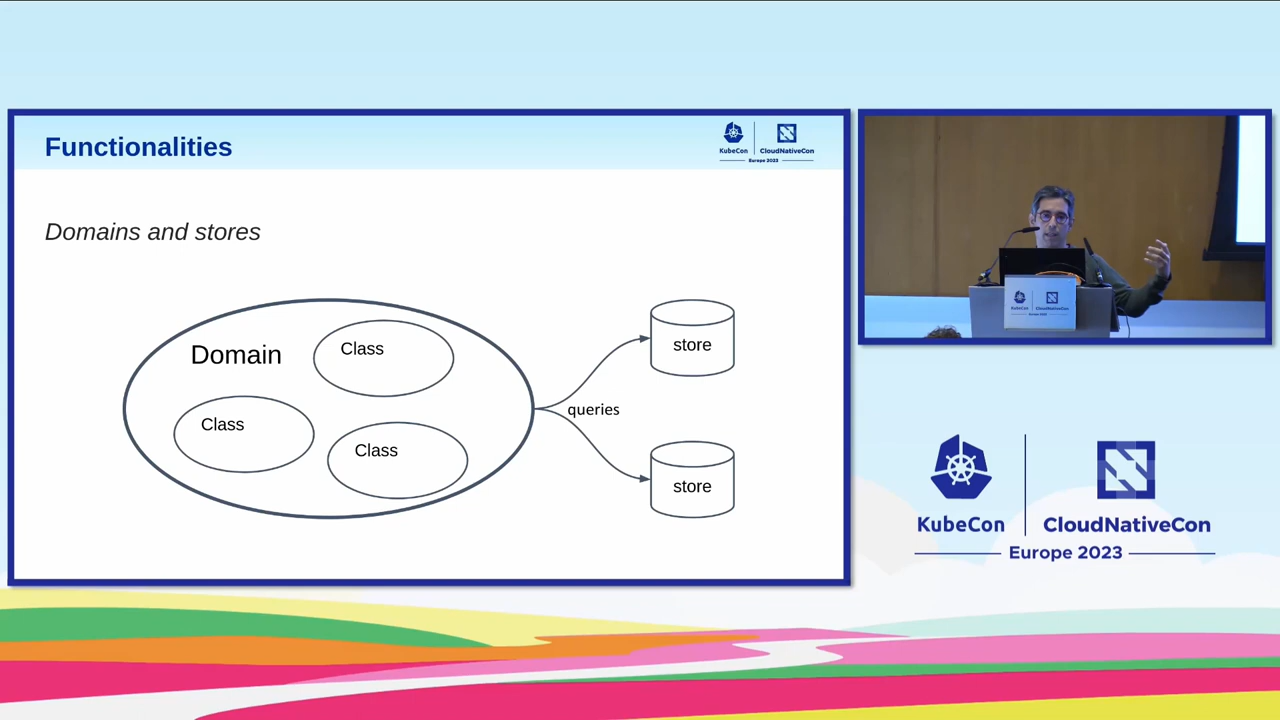 Functionalities
KubeCon
CloudNativeCon
Europe 2023
Domains and stores
Domain
Class
Class
Class
queries
store
store
KubeCon
CloudNativeCon
Europe 2023